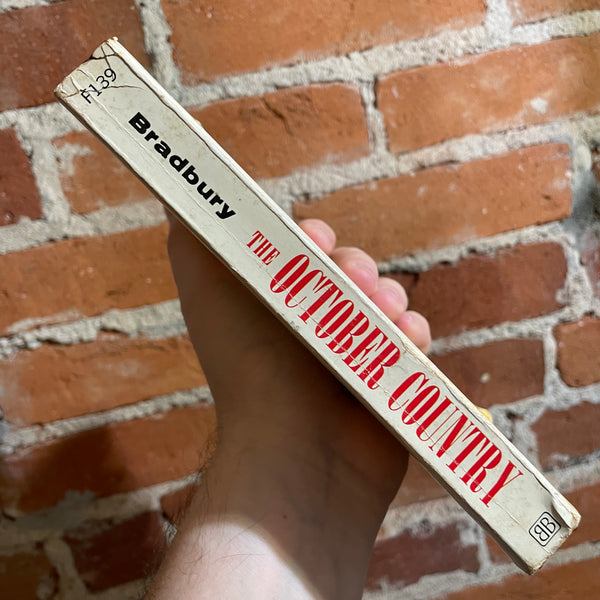 F139
Bradbury
THE OCTOBER COUNTRY
BB